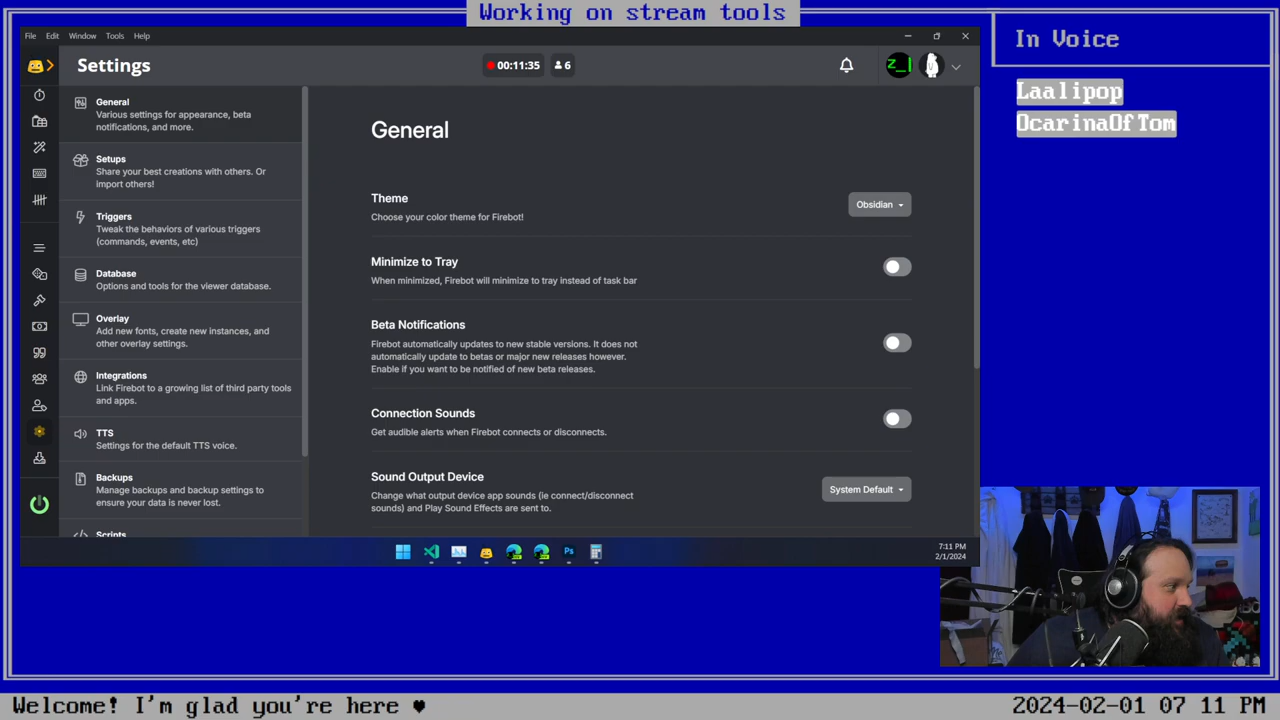 Working on stream tools
File Edit Window Tools Help
Settings
00:11:35
6
z_l
General
Various settings for appearance, beta
notifications, and more.
Setups
Share your best creations with others. Or
import others!
Triggers
Tweak the behaviors of various triggers
(commands, events, etc)
Database
Options and tools for the viewer database.
Overlay
Add new fonts, create new instances, and
other overlay settings.
Integrations
Link Firebot to a growing list of third party tools
and apps.
TTS
Settings for the default TTS voice.
Backups
Manage backups and backup settings to
ensure your data is never lost.
Scripts
General
Theme
Choose your color theme for Firebot!
Obsidian
Minimize to Tray
When minimized, Firebot will minimize to tray instead of task bar
Beta Notifications
Firebot automatically updates to new stable versions. It does not
automatically update to betas or major new releases however.
Enable if you want to be notified of new beta releases.
Connection Sounds
Get audible alerts when Firebot connects or disconnects.
Sound Output Device
Change what output device app sounds (ie connect/disconnect
sounds) and Play Sound Effects are sent to.
System Default
Ps
7:11 PM
2/1/2024
In Voice
Laalipop
OcarinaOfTom
Welcome! I'm glad you're here ♥
2024-02-01 07 11 PM